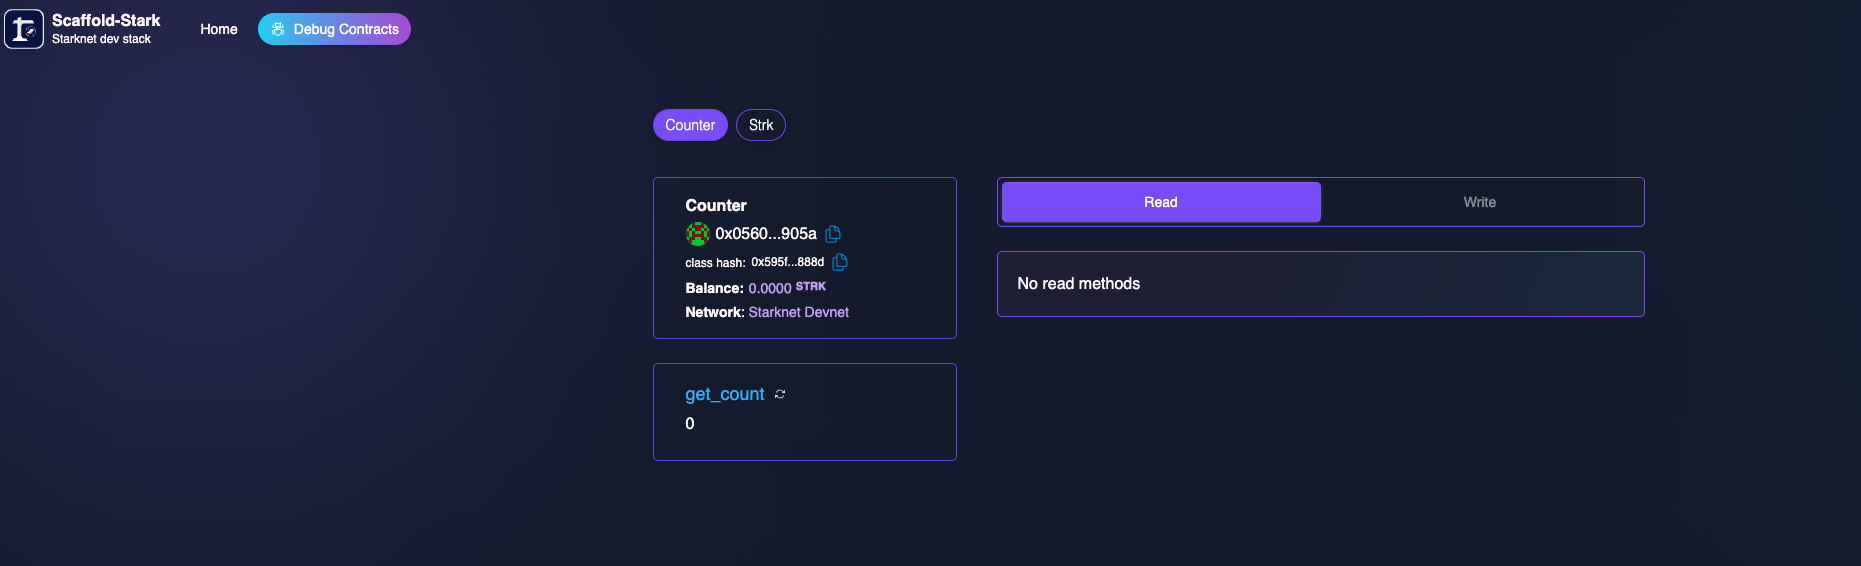 Scaffold-Stark
Starknet dev stack
Home
Debug Contracts
Counter
Strk
Counter
0x0560...905a
class hash: 0x595f...888d
Balance: 0.0000 STRK
Network: Starknet Devnet
get_count
0
Read
Write
No read methods